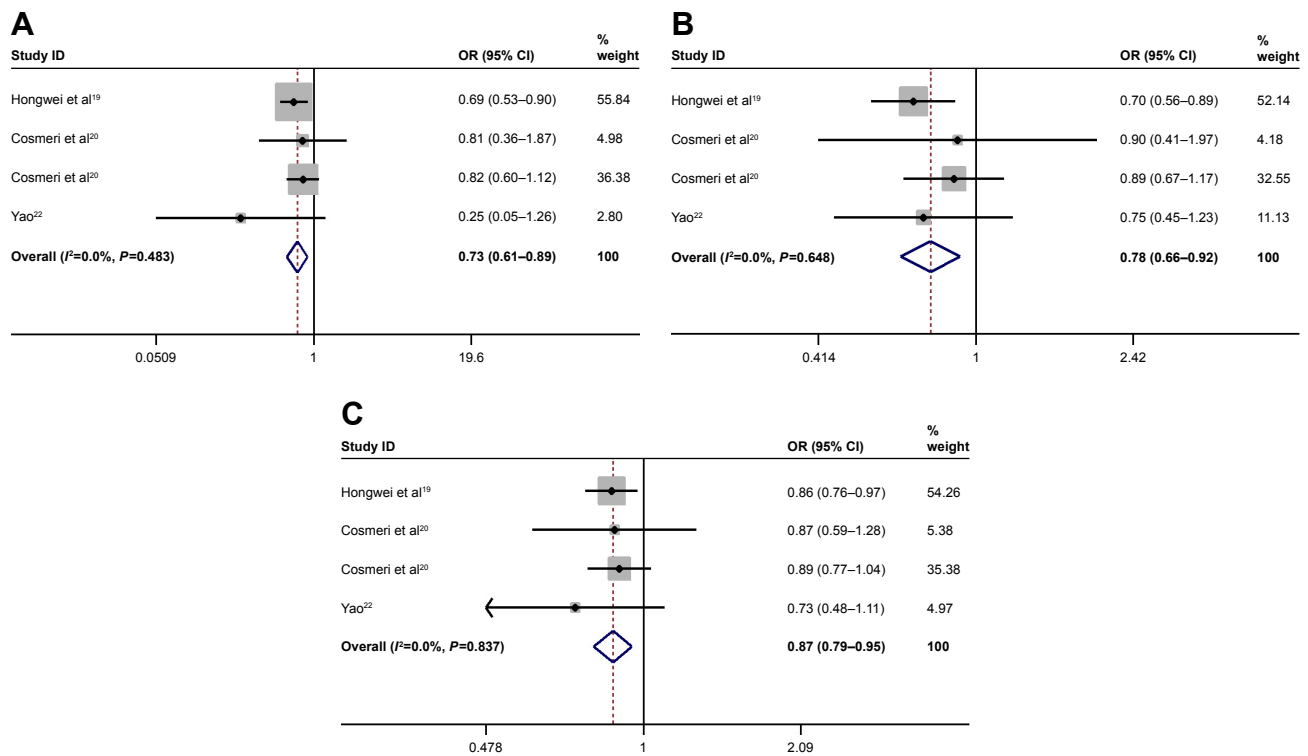 A
Study ID OR (95% CI) % weight
Hongwei et al¹⁹ 0.69 (0.53–0.90) 55.84
Cosmeri et al²⁰ 0.81 (0.36–1.87) 4.98
Cosmeri et al²⁰ 0.82 (0.60–1.12) 36.38
Yao²² 0.25 (0.05–1.26) 2.80
Overall (I²=0.0%, P=0.483) 0.73 (0.61–0.89) 100
0.0509 1 19.6
B
Study ID OR (95% CI) % weight
Hongwei et al¹⁹ 0.70 (0.56–0.89) 52.14
Cosmeri et al²⁰ 0.90 (0.41–1.97) 4.18
Cosmeri et al²⁰ 0.89 (0.67–1.17) 32.55
Yao²² 0.75 (0.45–1.23) 11.13
Overall (I²=0.0%, P=0.648) 0.78 (0.66–0.92) 100
0.414 1 2.42
C
Study ID OR (95% CI) % weight
Hongwei et al¹⁹ 0.86 (0.76–0.97) 54.26
Cosmeri et al²⁰ 0.87 (0.59–1.28) 5.38
Cosmeri et al²⁰ 0.89 (0.77–1.04) 35.38
Yao²² 0.73 (0.48–1.11) 4.97
Overall (I²=0.0%, P=0.837) 0.87 (0.79–0.95) 100
0.478 1 2.09